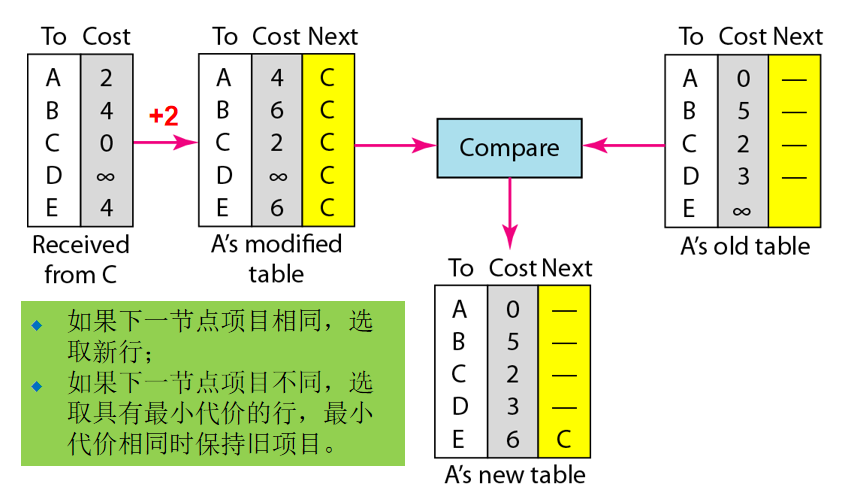 To Cost
A 2
B 4
C 0
D ∞
E 4
Received
from C
+2
To Cost Next
A 4 C
B 6 C
C 2 C
D ∞ C
E 6 C
A's modified
table
Compare
To Cost Next
A 0 —
B 5 —
C 2 —
D 3 —
E ∞
A's old table
To Cost Next
A 0 —
B 5 —
C 2 —
D 3 —
E 6 C
A's new table
◆ 如果下一节点项目相同，选
取新行；
◆ 如果下一节点项目不同，选
取具有最小代价的行，最小
代价相同时保持旧项目。